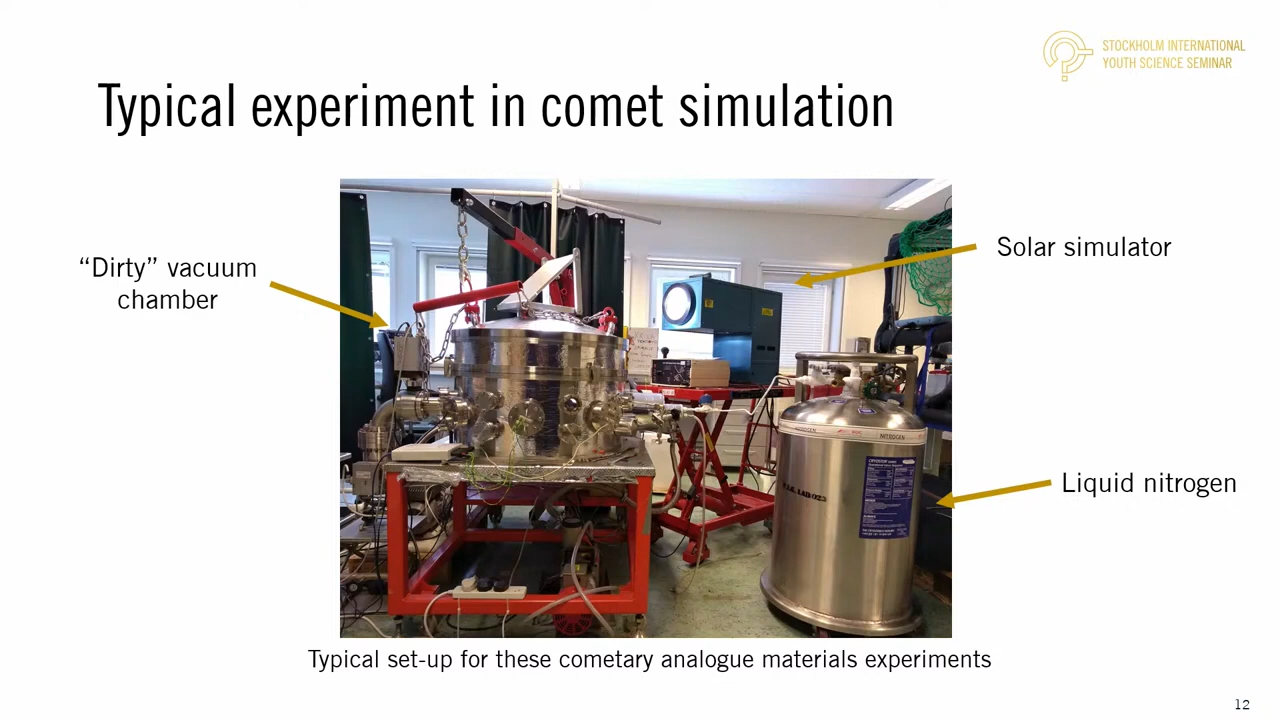 STOCKHOLM INTERNATIONAL
YOUTH SCIENCE SEMINAR
Typical experiment in comet simulation
“Dirty” vacuum
chamber
Solar simulator
NITROGEN
Liquid nitrogen
Typical set-up for these cometary analogue materials experiments
12